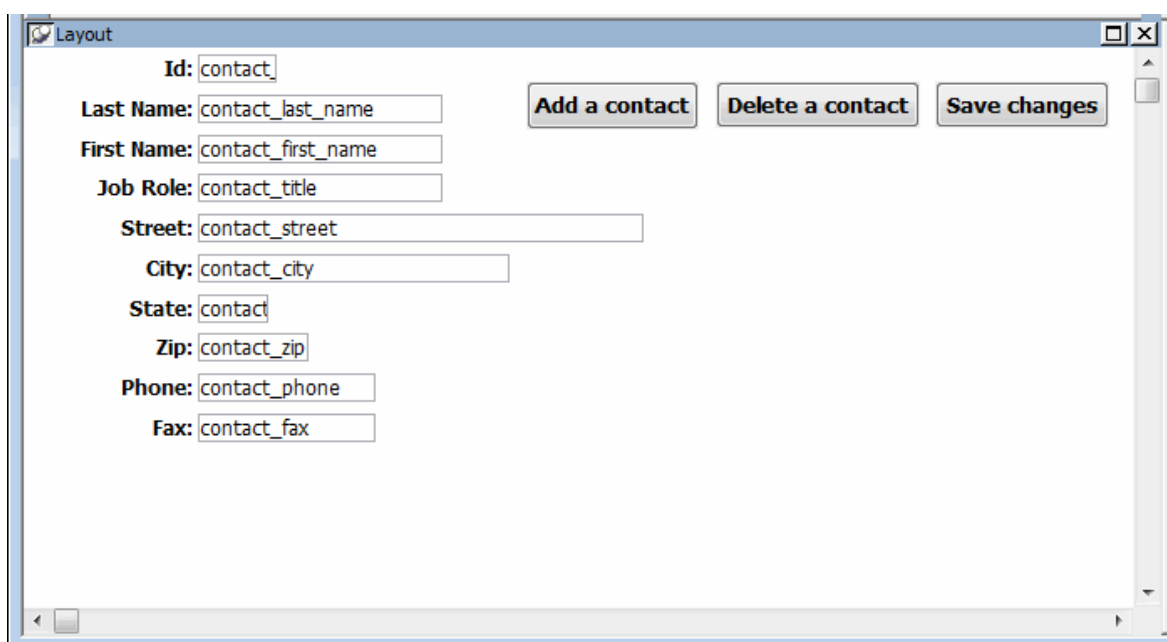 Layout
Id: contact_
Last Name: contact_last_name
Add a contact Delete a contact Save changes
First Name: contact_first_name
Job Role: contact_title
Street: contact_street
City: contact_city
State: contact
Zip: contact_zip
Phone: contact_phone
Fax: contact_fax